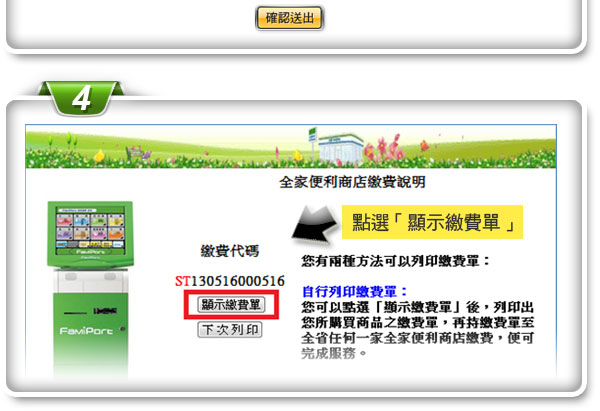 確認送出
4
全家便利商店繳費說明
點選「顯示繳費單」
繳費代碼
ST130516000516
顯示繳費單
下次列印
FamiPort
FamiPort
您有兩種方法可以列印繳費單：
自行列印繳費單：
您可以點選「顯示繳費單」後，列印出
您所購買商品之繳費單，再持繳費單至
全省任何一家全家便利商店繳費，便可
完成服務。